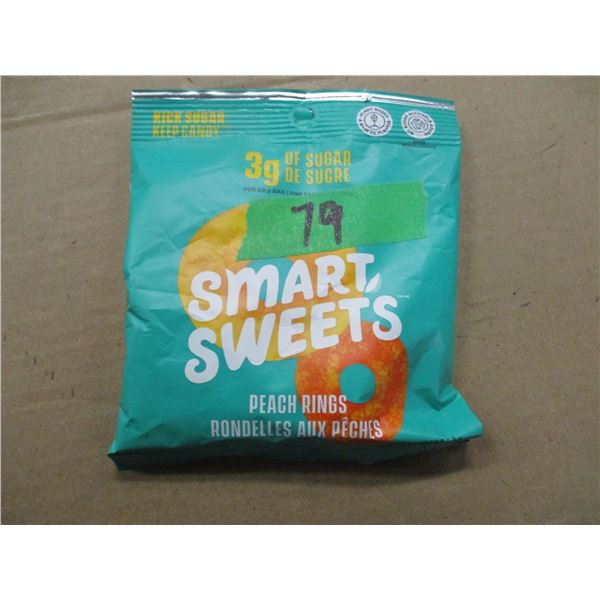 KICK SUGAR
KEEP CANDY
3g OF SUGAR
DE SUCRE
79
SMART
SWEETS
PEACH RINGS
RONDELLES AUX PÊCHES